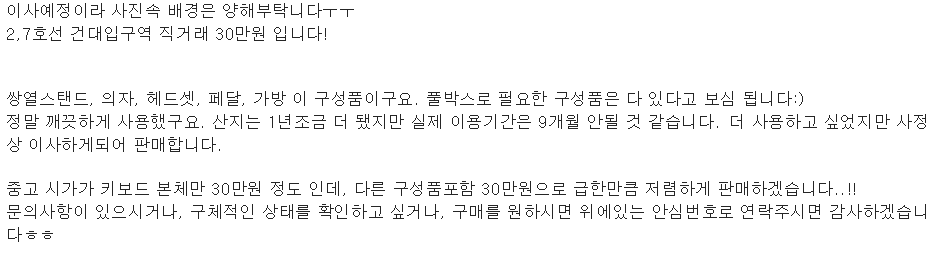 이사예정이라 사진속 배경은 양해부탁니다ㅜㅜ
2,7호선 건대입구역 직거래 30만원 입니다!
쌍열스탠드, 의자, 헤드셋, 페달, 가방 이 구성품이구요. 풀박스로 필요한 구성품은 다 있다고 보심 됩니다:)
정말 깨끗하게 사용했구요. 산지는 1년조금 더 됐지만 실제 이용기간은 9개월 안될 것 같습니다. 더 사용하고 싶었지만 사정
상 이사하게되어 판매합니다.
중고 시가가 키보드 본체만 30만원 정도 인데, 다른 구성품포함 30만원으로 급한만큼 저렴하게 판매하겠습니다..!!
문의사항이 있으시거나, 구체적인 상태를 확인하고 싶거나, 구매를 원하시면 위에있는 안심번호로 연락주시면 감사하겠습니
다ㅎㅎ